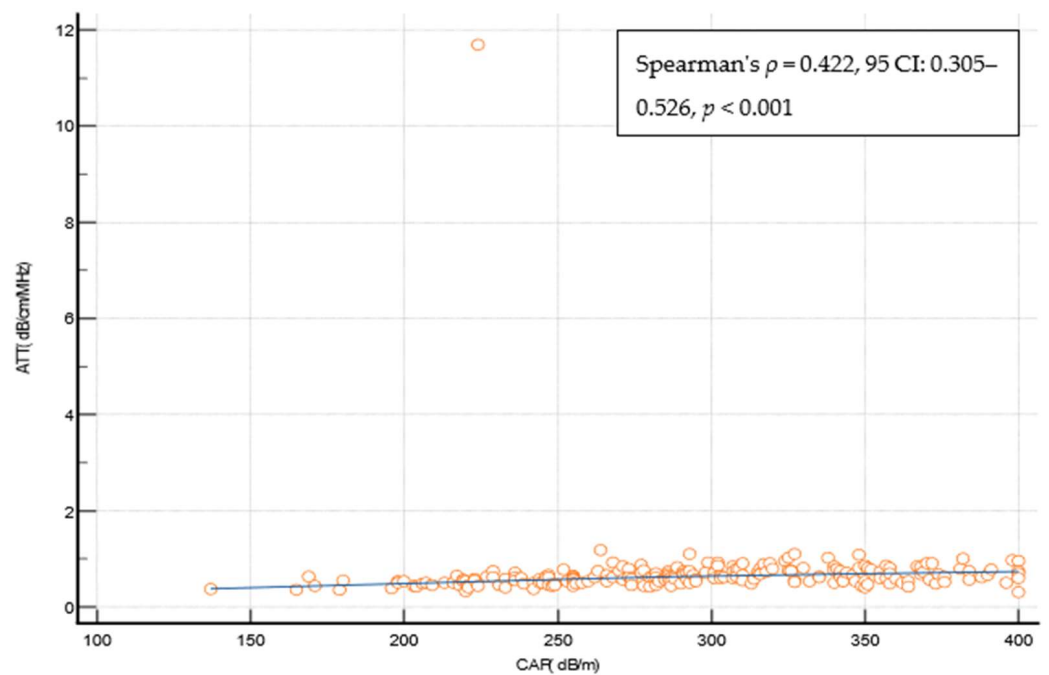 12
10
8
6
4
2
0
ATT( dB/cm/MHz)
Spearman's ρ = 0.422, 95 CI: 0.305–
0.526, p < 0.001
100 150 200 250 300 350 400
CAP( dB/m)